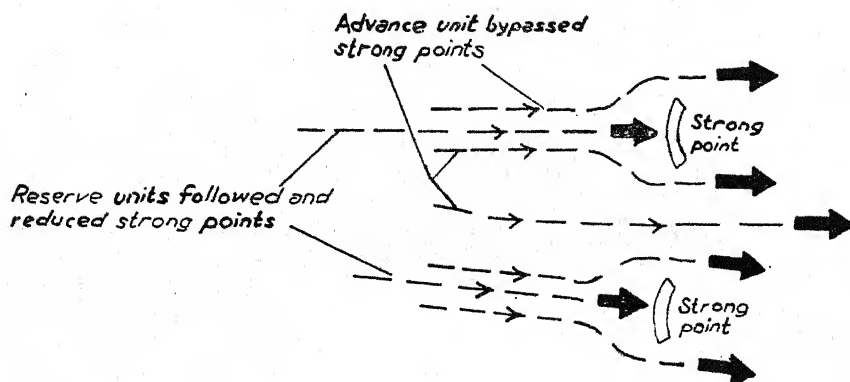 Advance unit bypassed
strong points
Strong
point
Reserve units followed and
reduced strong points
Strong
point